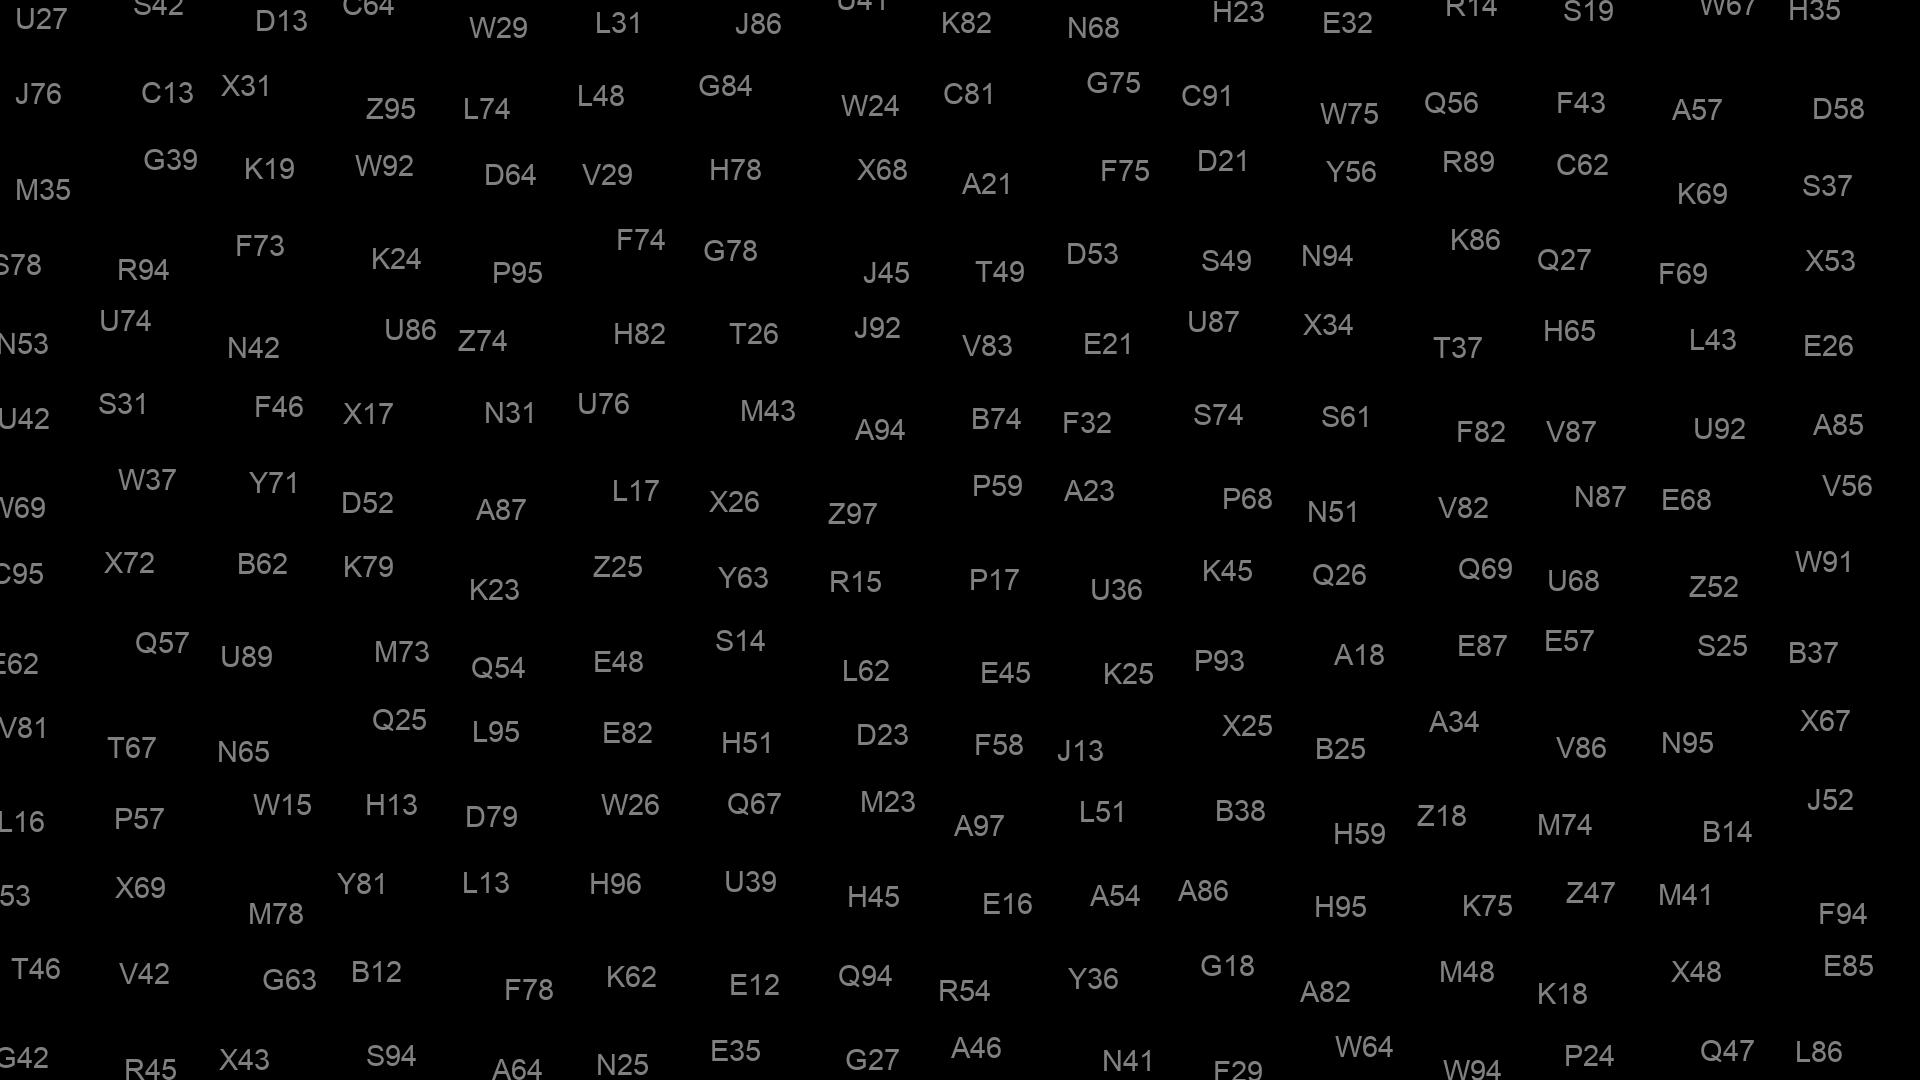 U27 S42 D13 C64 W29 L31 J86 U41 K82 N68 H23 E32 R14 S19 W67 H35
J76 C13 X31 Z95 L74 L48 G84 W24 C81 G75 C91 W75 Q56 F43 A57 D58
M35 G39 K19 W92 D64 V29 H78 X68 A21 F75 D21 Y56 R89 C62 K69 S37
S78 R94 F73 K24 P95 F74 G78 J45 T49 D53 S49 N94 K86 Q27 F69 X53
N53 U74 N42 U86 Z74 H82 T26 J92 V83 E21 U87 X34 T37 H65 L43 E26
U42 S31 F46 X17 N31 U76 M43 A94 B74 F32 S74 S61 F82 V87 U92 A85
W69 W37 Y71 D52 A87 L17 X26 Z97 P59 A23 P68 N51 V82 N87 E68 V56
C95 X72 B62 K79 K23 Z25 Y63 R15 P17 U36 K45 Q26 Q69 U68 Z52 W91
E62 Q57 U89 M73 Q54 E48 S14 L62 E45 K25 P93 A18 E87 E57 S25 B37
V81 T67 N65 Q25 L95 E82 H51 D23 F58 J13 X25 B25 A34 V86 N95 X67
L16 P57 W15 H13 D79 W26 Q67 M23 A97 L51 B38 H59 Z18 M74 B14 J52
53 X69 M78 Y81 L13 H96 U39 H45 E16 A54 A86 H95 K75 Z47 M41 F94
T46 V42 G63 B12 F78 K62 E12 Q94 R54 Y36 G18 A82 M48 K18 X48 E85
G42 R45 X43 S94 A64 N25 E35 G27 A46 N41 F29 W64 W94 P24 Q47 L86